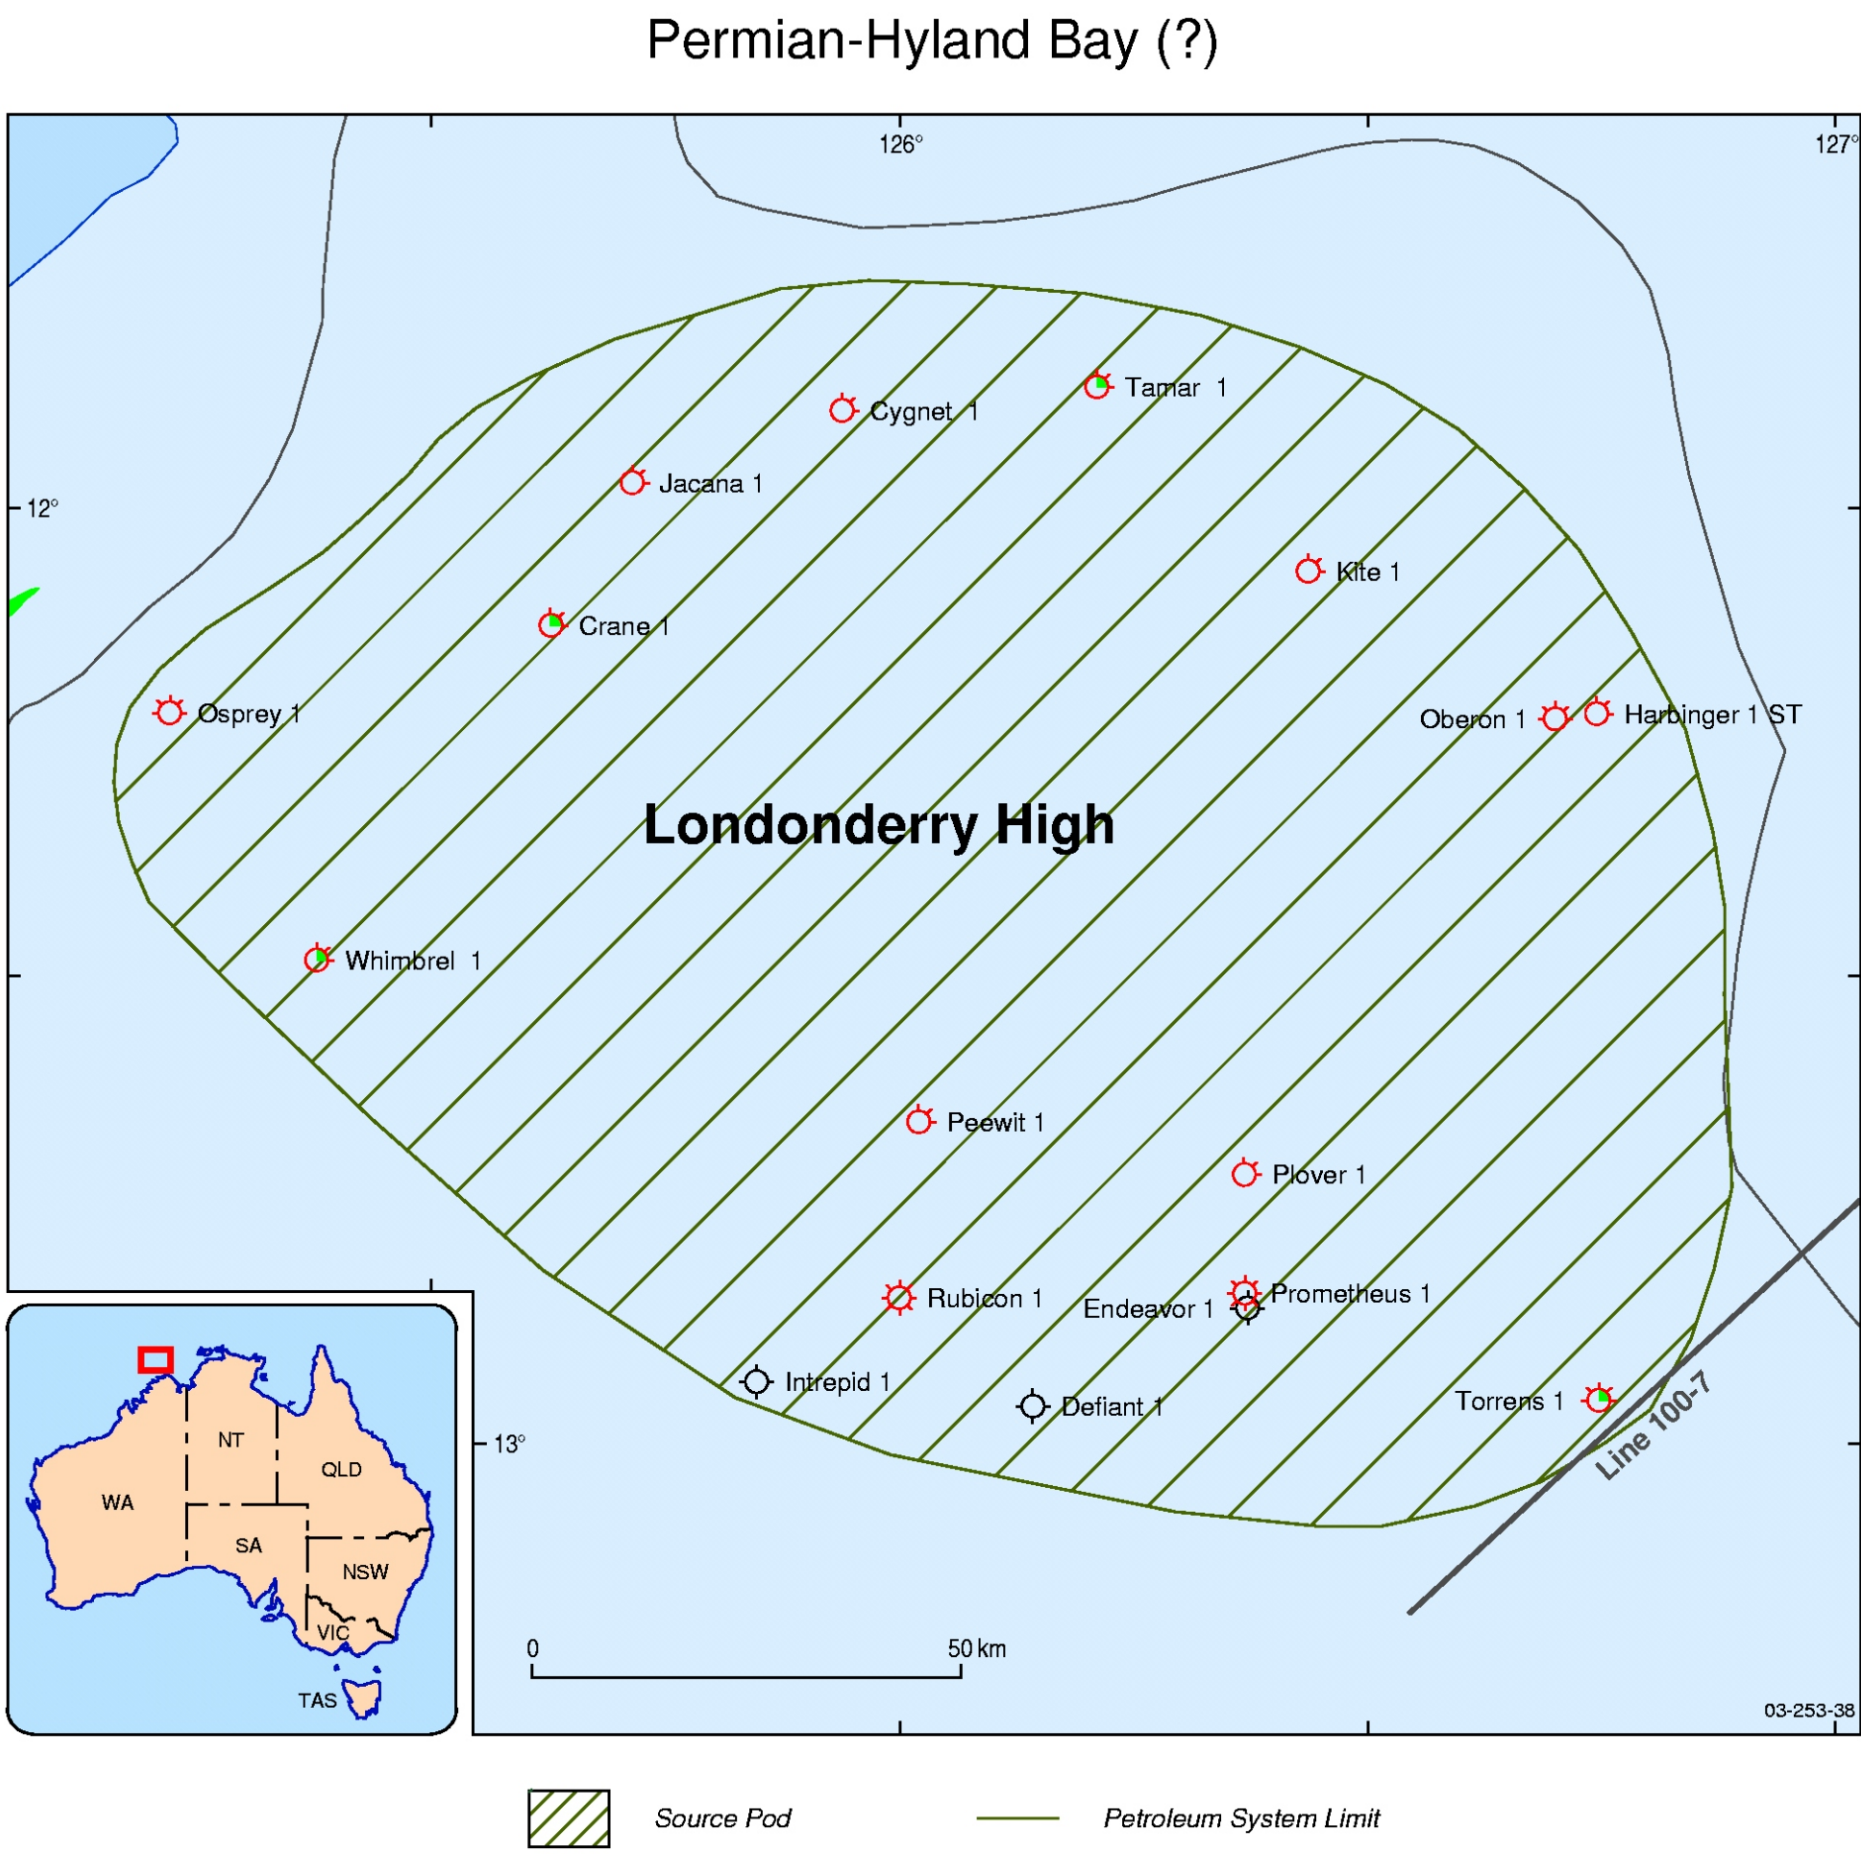 Permian-Hyland Bay (?)
126°
127°
Tamar 1
Cygnet 1
Jacana 1
12°
Kite 1
Crane 1
Osprey 1
Oberon 1
Harbinger 1 ST
Londonderry High
Whimbrel 1
Peewit 1
Plover 1
Rubicon 1
Prometheus 1
Endeavor 1
Intrepid 1
Defiant 1
Torrens 1
Line 100-7
13°
NT
QLD
WA
SA
NSW
VIC
TAS
0
50 km
03-253-38
Source Pod
Petroleum System Limit